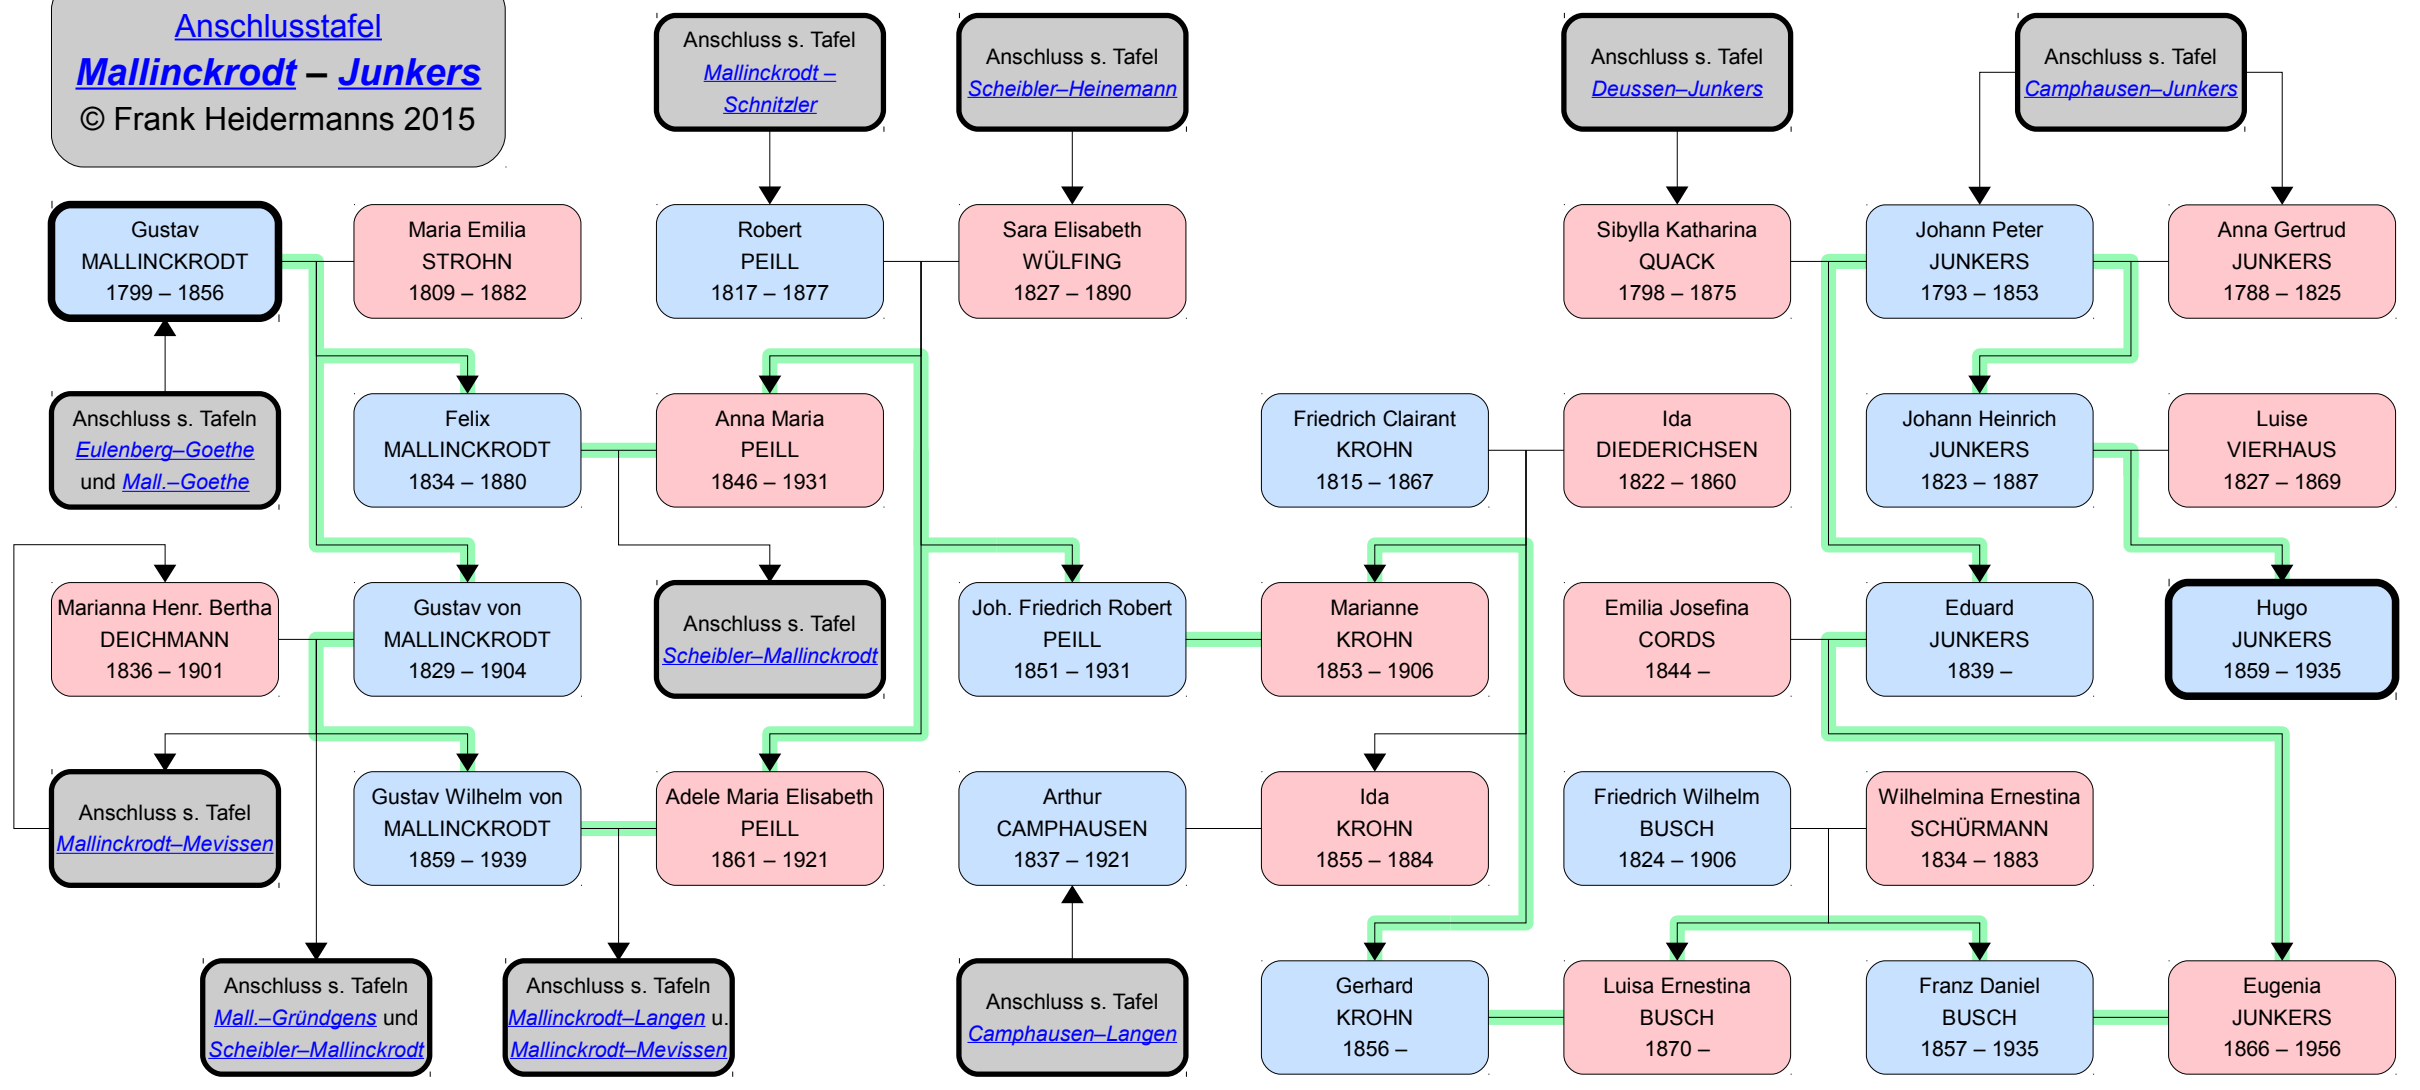 Anschlusstafel
Mallinckrodt – Junkers
© Frank Heidermanns 2015
Anschluss s. Tafel
Mallinckrodt –
Schnitzler
Anschluss s. Tafel
Scheibler–Heinemann
Anschluss s. Tafel
Deussen–Junkers
Anschluss s. Tafel
Camphausen–Junkers
Gustav
MALLINCKRODT
1799 – 1856
Maria Emilia
STROHN
1809 – 1882
Robert
PEILL
1817 – 1877
Sara Elisabeth
WÜLFING
1827 – 1890
Sibylla Katharina
QUACK
1798 – 1875
Johann Peter
JUNKERS
1793 – 1853
Anna Gertrud
JUNKERS
1788 – 1825
Anschluss s. Tafeln
Eulenberg–Goethe
und Mall.–Goethe
Felix
MALLINCKRODT
1834 – 1880
Anna Maria
PEILL
1846 – 1931
Friedrich Clairant
KROHN
1815 – 1867
Ida
DIEDERICHSEN
1822 – 1860
Johann Heinrich
JUNKERS
1823 – 1887
Luise
VIERHAUS
1827 – 1869
Marianna Henr. Bertha
DEICHMANN
1836 – 1901
Gustav von
MALLINCKRODT
1829 – 1904
Anschluss s. Tafel
Scheibler–Mallinckrodt
Joh. Friedrich Robert
PEILL
1851 – 1931
Marianne
KROHN
1853 – 1906
Emilia Josefina
CORDS
1844 –
Eduard
JUNKERS
1839 –
Hugo
JUNKERS
1859 – 1935
Anschluss s. Tafel
Mallinckrodt–Mevissen
Gustav Wilhelm von
MALLINCKRODT
1859 – 1939
Adele Maria Elisabeth
PEILL
1861 – 1921
Arthur
CAMPHAUSEN
1837 – 1921
Ida
KROHN
1855 – 1884
Friedrich Wilhelm
BUSCH
1824 – 1906
Wilhelmina Ernestina
SCHÜRMANN
1834 – 1883
Anschluss s. Tafeln
Mall.–Gründgens und
Scheibler–Mallinckrodt
Anschluss s. Tafeln
Mallinckrodt–Langen u.
Mallinckrodt–Mevissen
Anschluss s. Tafel
Camphausen–Langen
Gerhard
KROHN
1856 –
Luisa Ernestina
BUSCH
1870 –
Franz Daniel
BUSCH
1857 – 1935
Eugenia
JUNKERS
1866 – 1956